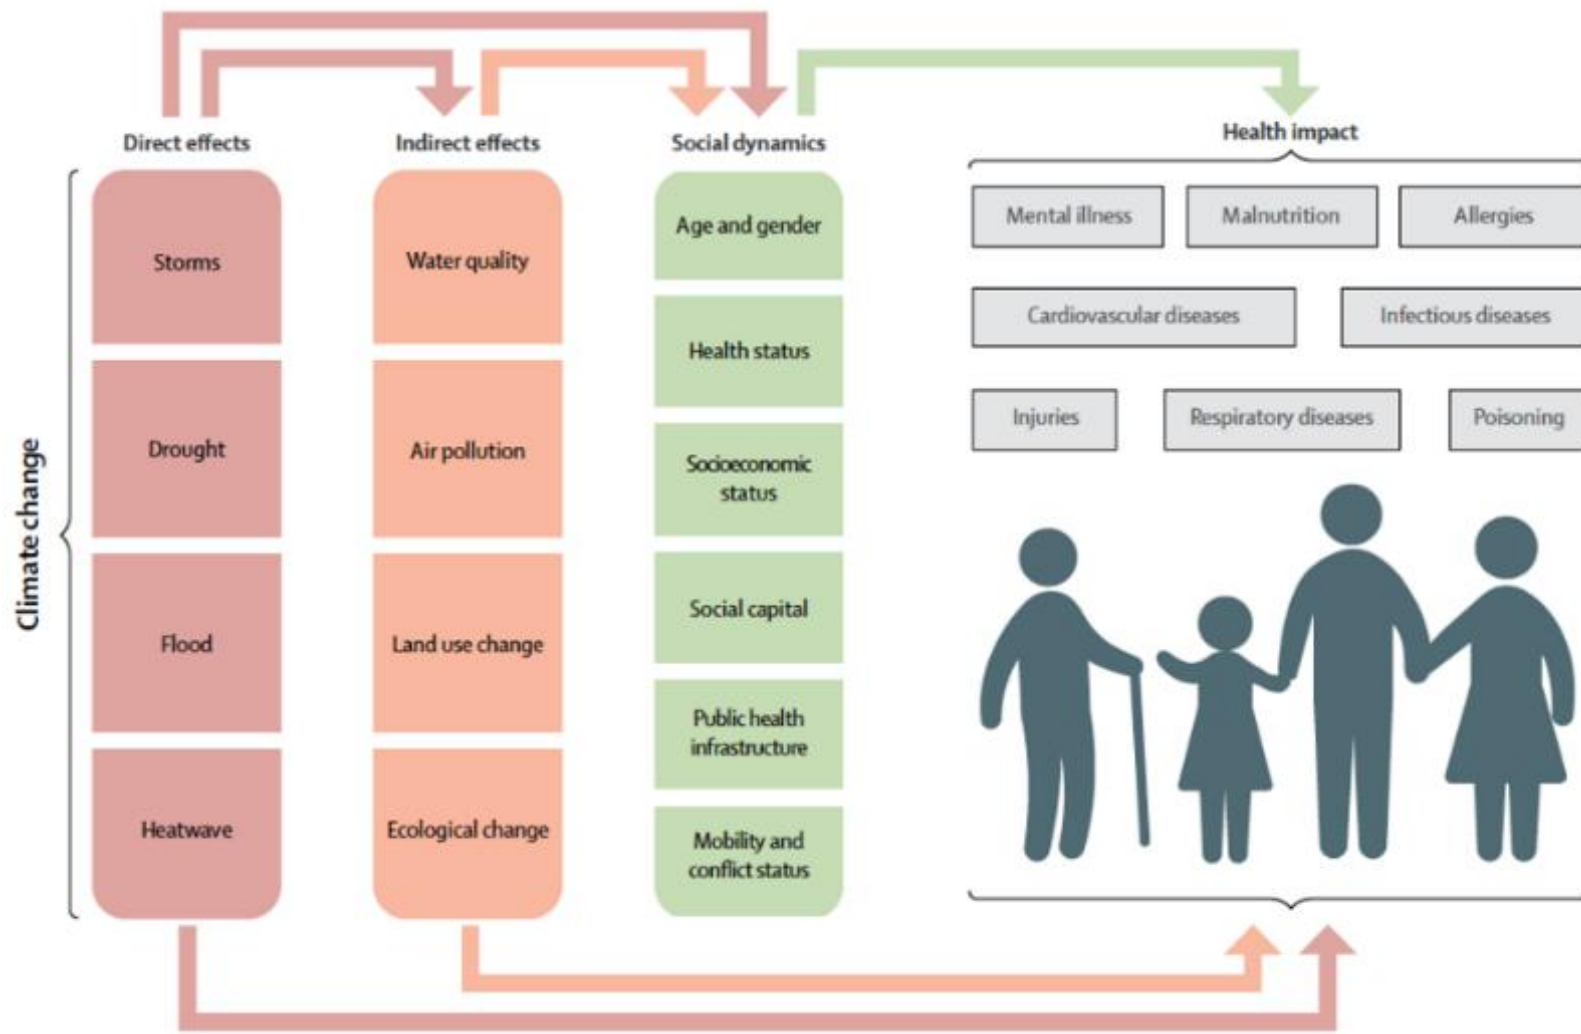 Direct effects
Indirect effects
Social dynamics
Health impact
Climate change
Storms
Drought
Flood
Heatwave
Water quality
Air pollution
Land use change
Ecological change
Age and gender
Health status
Socioeconomic
status
Social capital
Public health
infrastructure
Mobility and
conflict status
Mental illness
Malnutrition
Allergies
Cardiovascular diseases
Infectious diseases
Injuries
Respiratory diseases
Poisoning